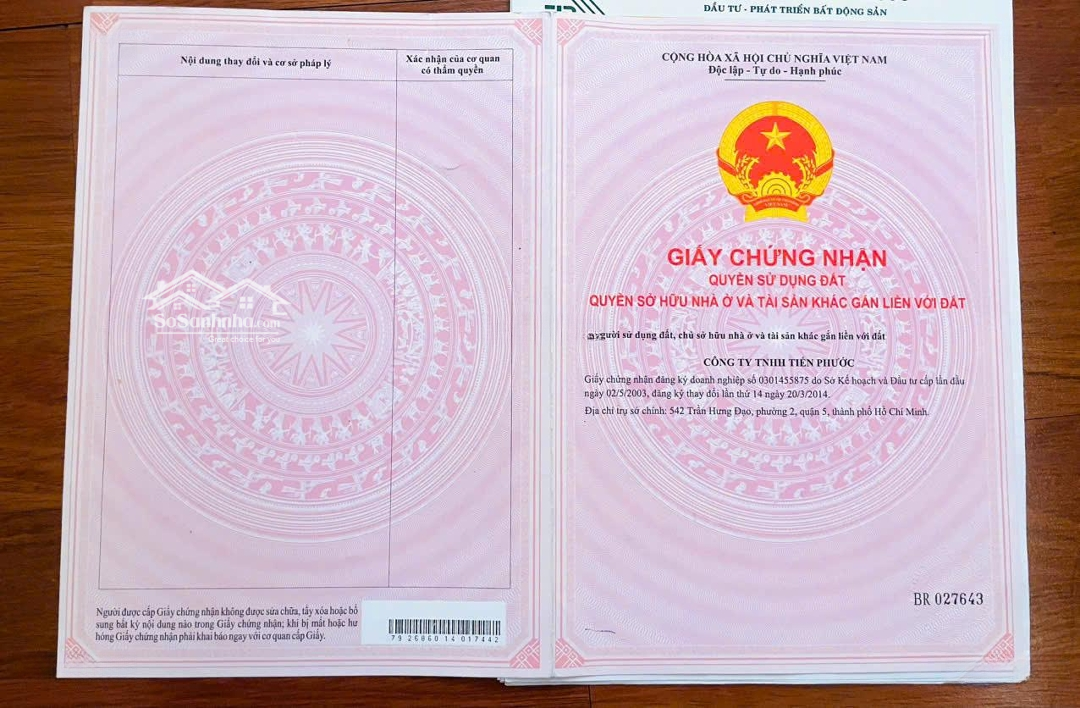 ĐẦU TƯ - PHÁT TRIỂN BẤT ĐỘNG SẢN
Nội dung thay đổi và cơ sở pháp lý
Xác nhận của cơ quan
có thẩm quyền
SoSanhnha.com
Great choice for you
Người được cấp Giấy chứng nhận không được sửa chữa, tẩy xóa hoặc bổ
sung bất kỳ nội dung nào trong Giấy chứng nhận; khi bị mất hoặc hư
hỏng Giấy chứng nhận phải khai báo ngay với cơ quan cấp Giấy.
792686014017442
CỘNG HÒA XÃ HỘI CHỦ NGHĨA VIỆT NAM
Độc lập - Tự do - Hạnh phúc
VIỆT NAM
GIẤY CHỨNG NHẬN
QUYỀN SỬ DỤNG ĐẤT
QUYỀN SỞ HỮU NHÀ Ở VÀ TÀI SẢN KHÁC GẮN LIỀN VỚI ĐẤT
người sử dụng đất, chủ sở hữu nhà ở và tài sản khác gắn liền với đất
CÔNG TY TNHH TIẾN PHƯỚC
Giấy chứng nhận đăng ký doanh nghiệp số 0301455875 do Sở Kế hoạch và Đầu tư cấp lần đầu
ngày 02/5/2003, đăng ký thay đổi lần thứ 14 ngày 20/3/2014.
Địa chỉ trụ sở chính: 542 Trần Hưng Đạo, phường 2, quận 5, thành phố Hồ Chí Minh.
BR 027643